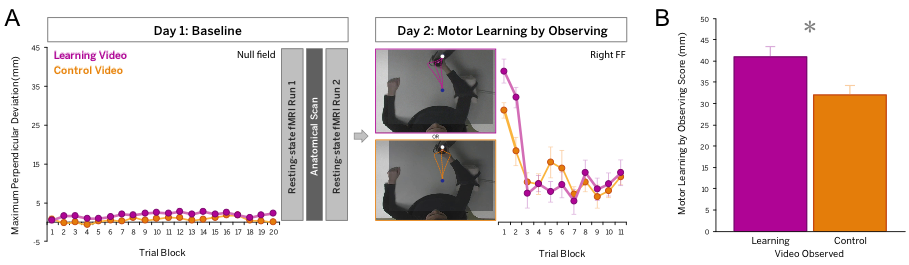 A
Day 1: Baseline
Maximum Perpendicular Deviation(mm)
45
35
25
15
5
-5
Learning Video
Control Video
Null field
1 2 3 4 5 6 7 8 9 10 11 12 13 14 15 16 17 18 19 20
Trial Block
Resting-state fMRI Run 1
Anatomical Scan
Resting-state fMRI Run 2
Day 2: Motor Learning by Observing
OR
Right FF
1 2 3 4 5 6 7 8 9 10 11
Trial Block
B
Motor Learning by Observing Score (mm)
50
45
40
35
30
25
20
15
10
5
0
*
Learning Control
Video Observed